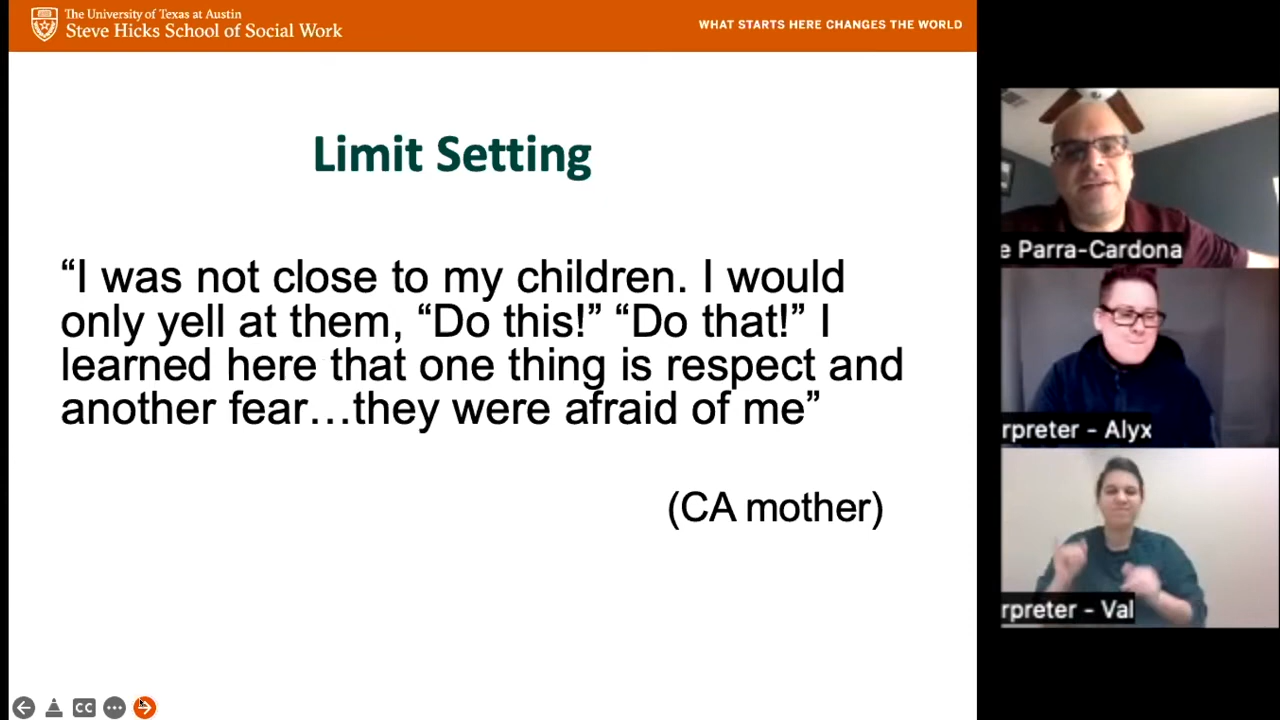 The University of Texas at Austin
Steve Hicks School of Social Work
WHAT STARTS HERE CHANGES THE WORLD
Limit Setting
“I was not close to my children. I would
only yell at them, “Do this!” “Do that!” I
learned here that one thing is respect and
another fear…they were afraid of me”
(CA mother)
e Parra-Cardona
rpreter - Alyx
rpreter - Val
CC